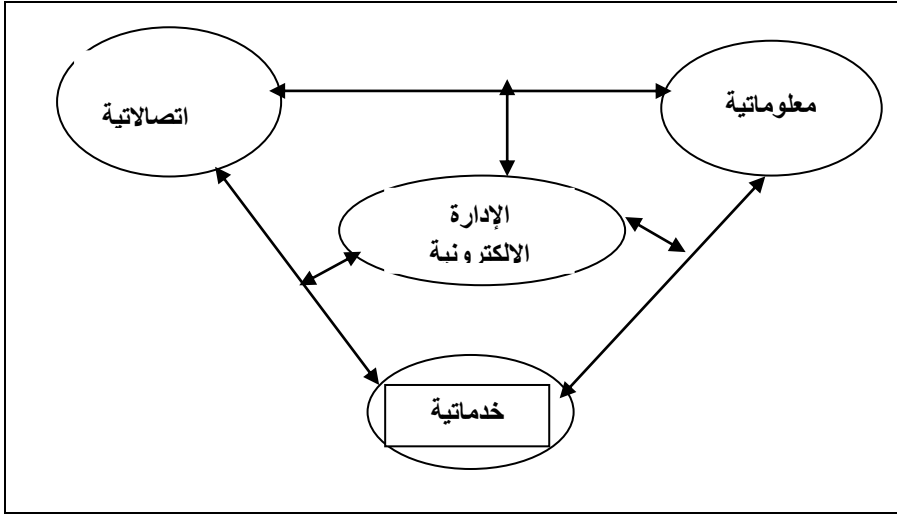 معلوماتية
اتصالاتية
الإدارة
الالكترونية
خدماتية